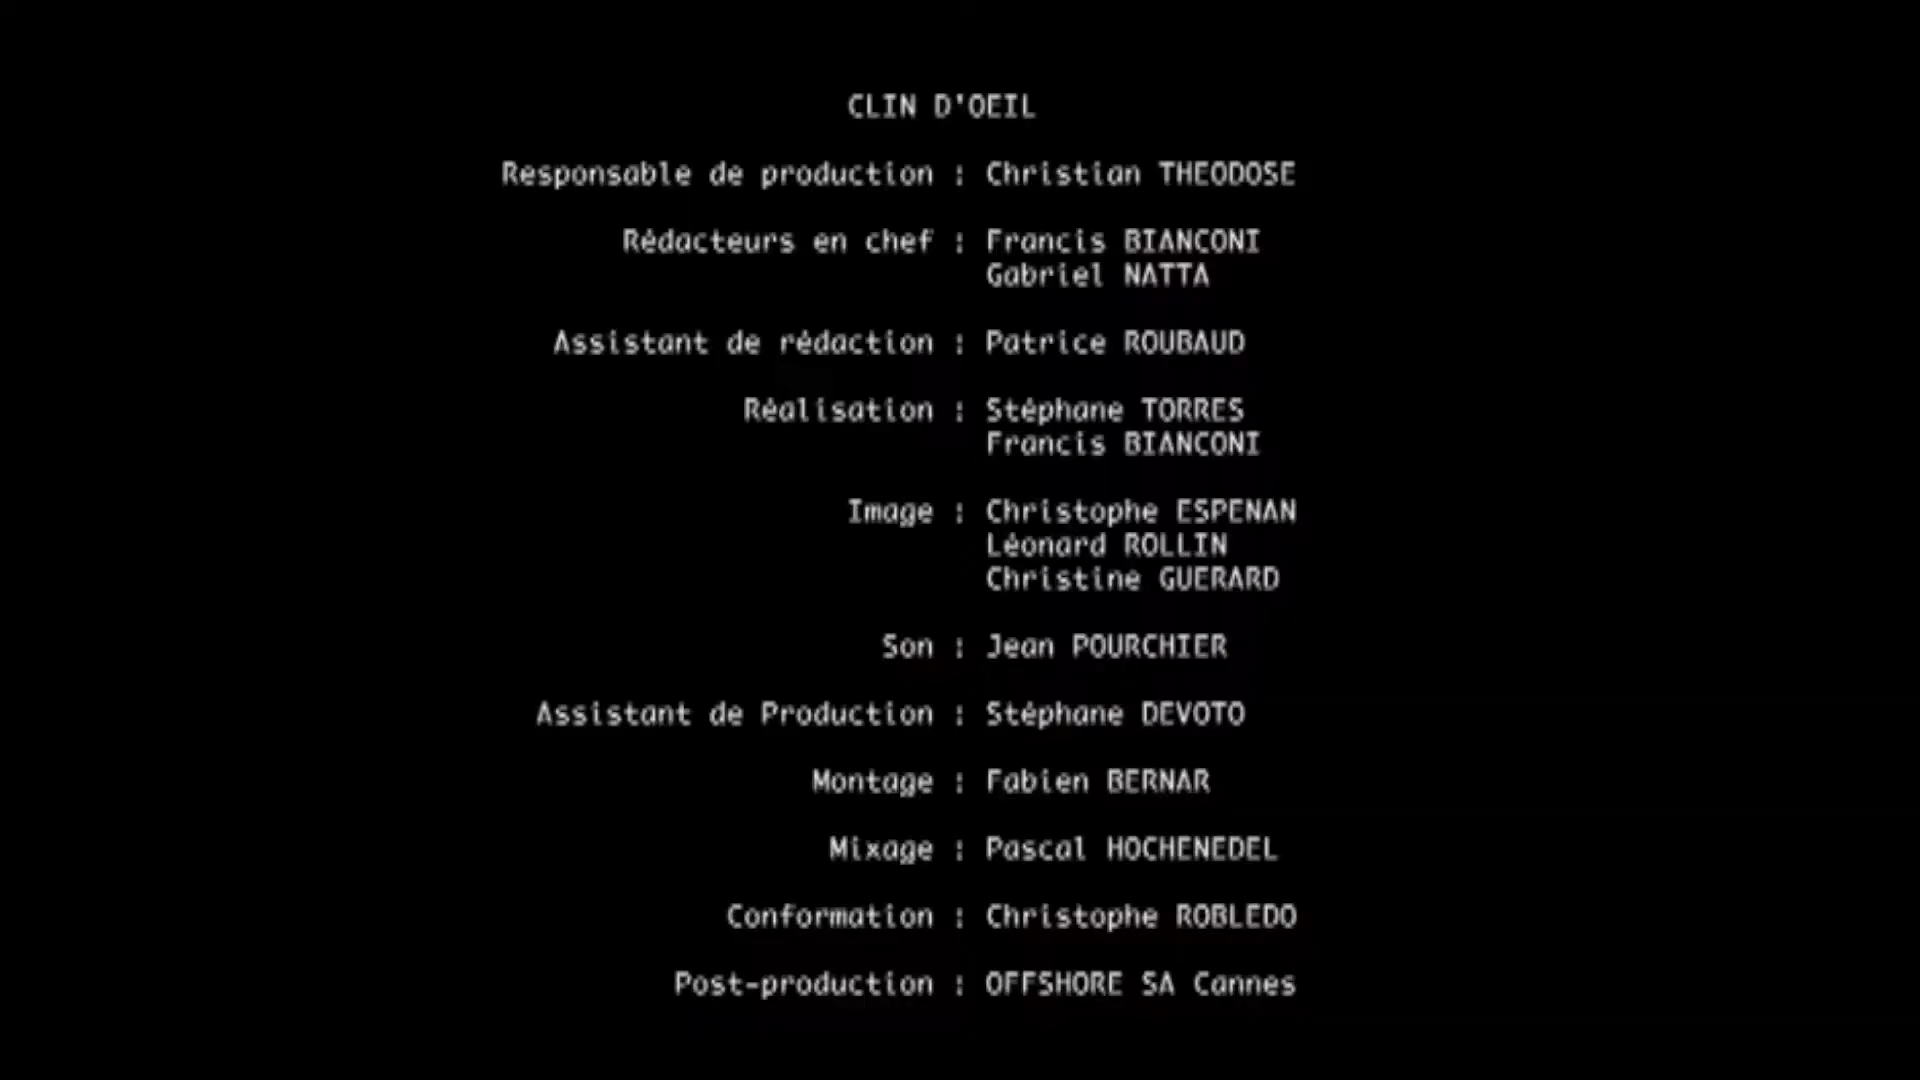 CLIN D'OEIL
Responsable de production : Christian THEODOSE
Rédacteurs en chef : Francis BIANCONI
Gabriel NATTA
Assistant de rédaction : Patrice ROUBAUD
Réalisation : Stéphane TORRES
Francis BIANCONI
Image : Christophe ESPENAN
Léonard ROLLIN
Christine GUERARD
Son : Jean POURCHIER
Assistant de Production : Stéphane DEVOTO
Montage : Fabien BERNAR
Mixage : Pascal HOCHENEDEL
Conformation : Christophe ROBLEDO
Post-production : OFFSHORE SA Cannes